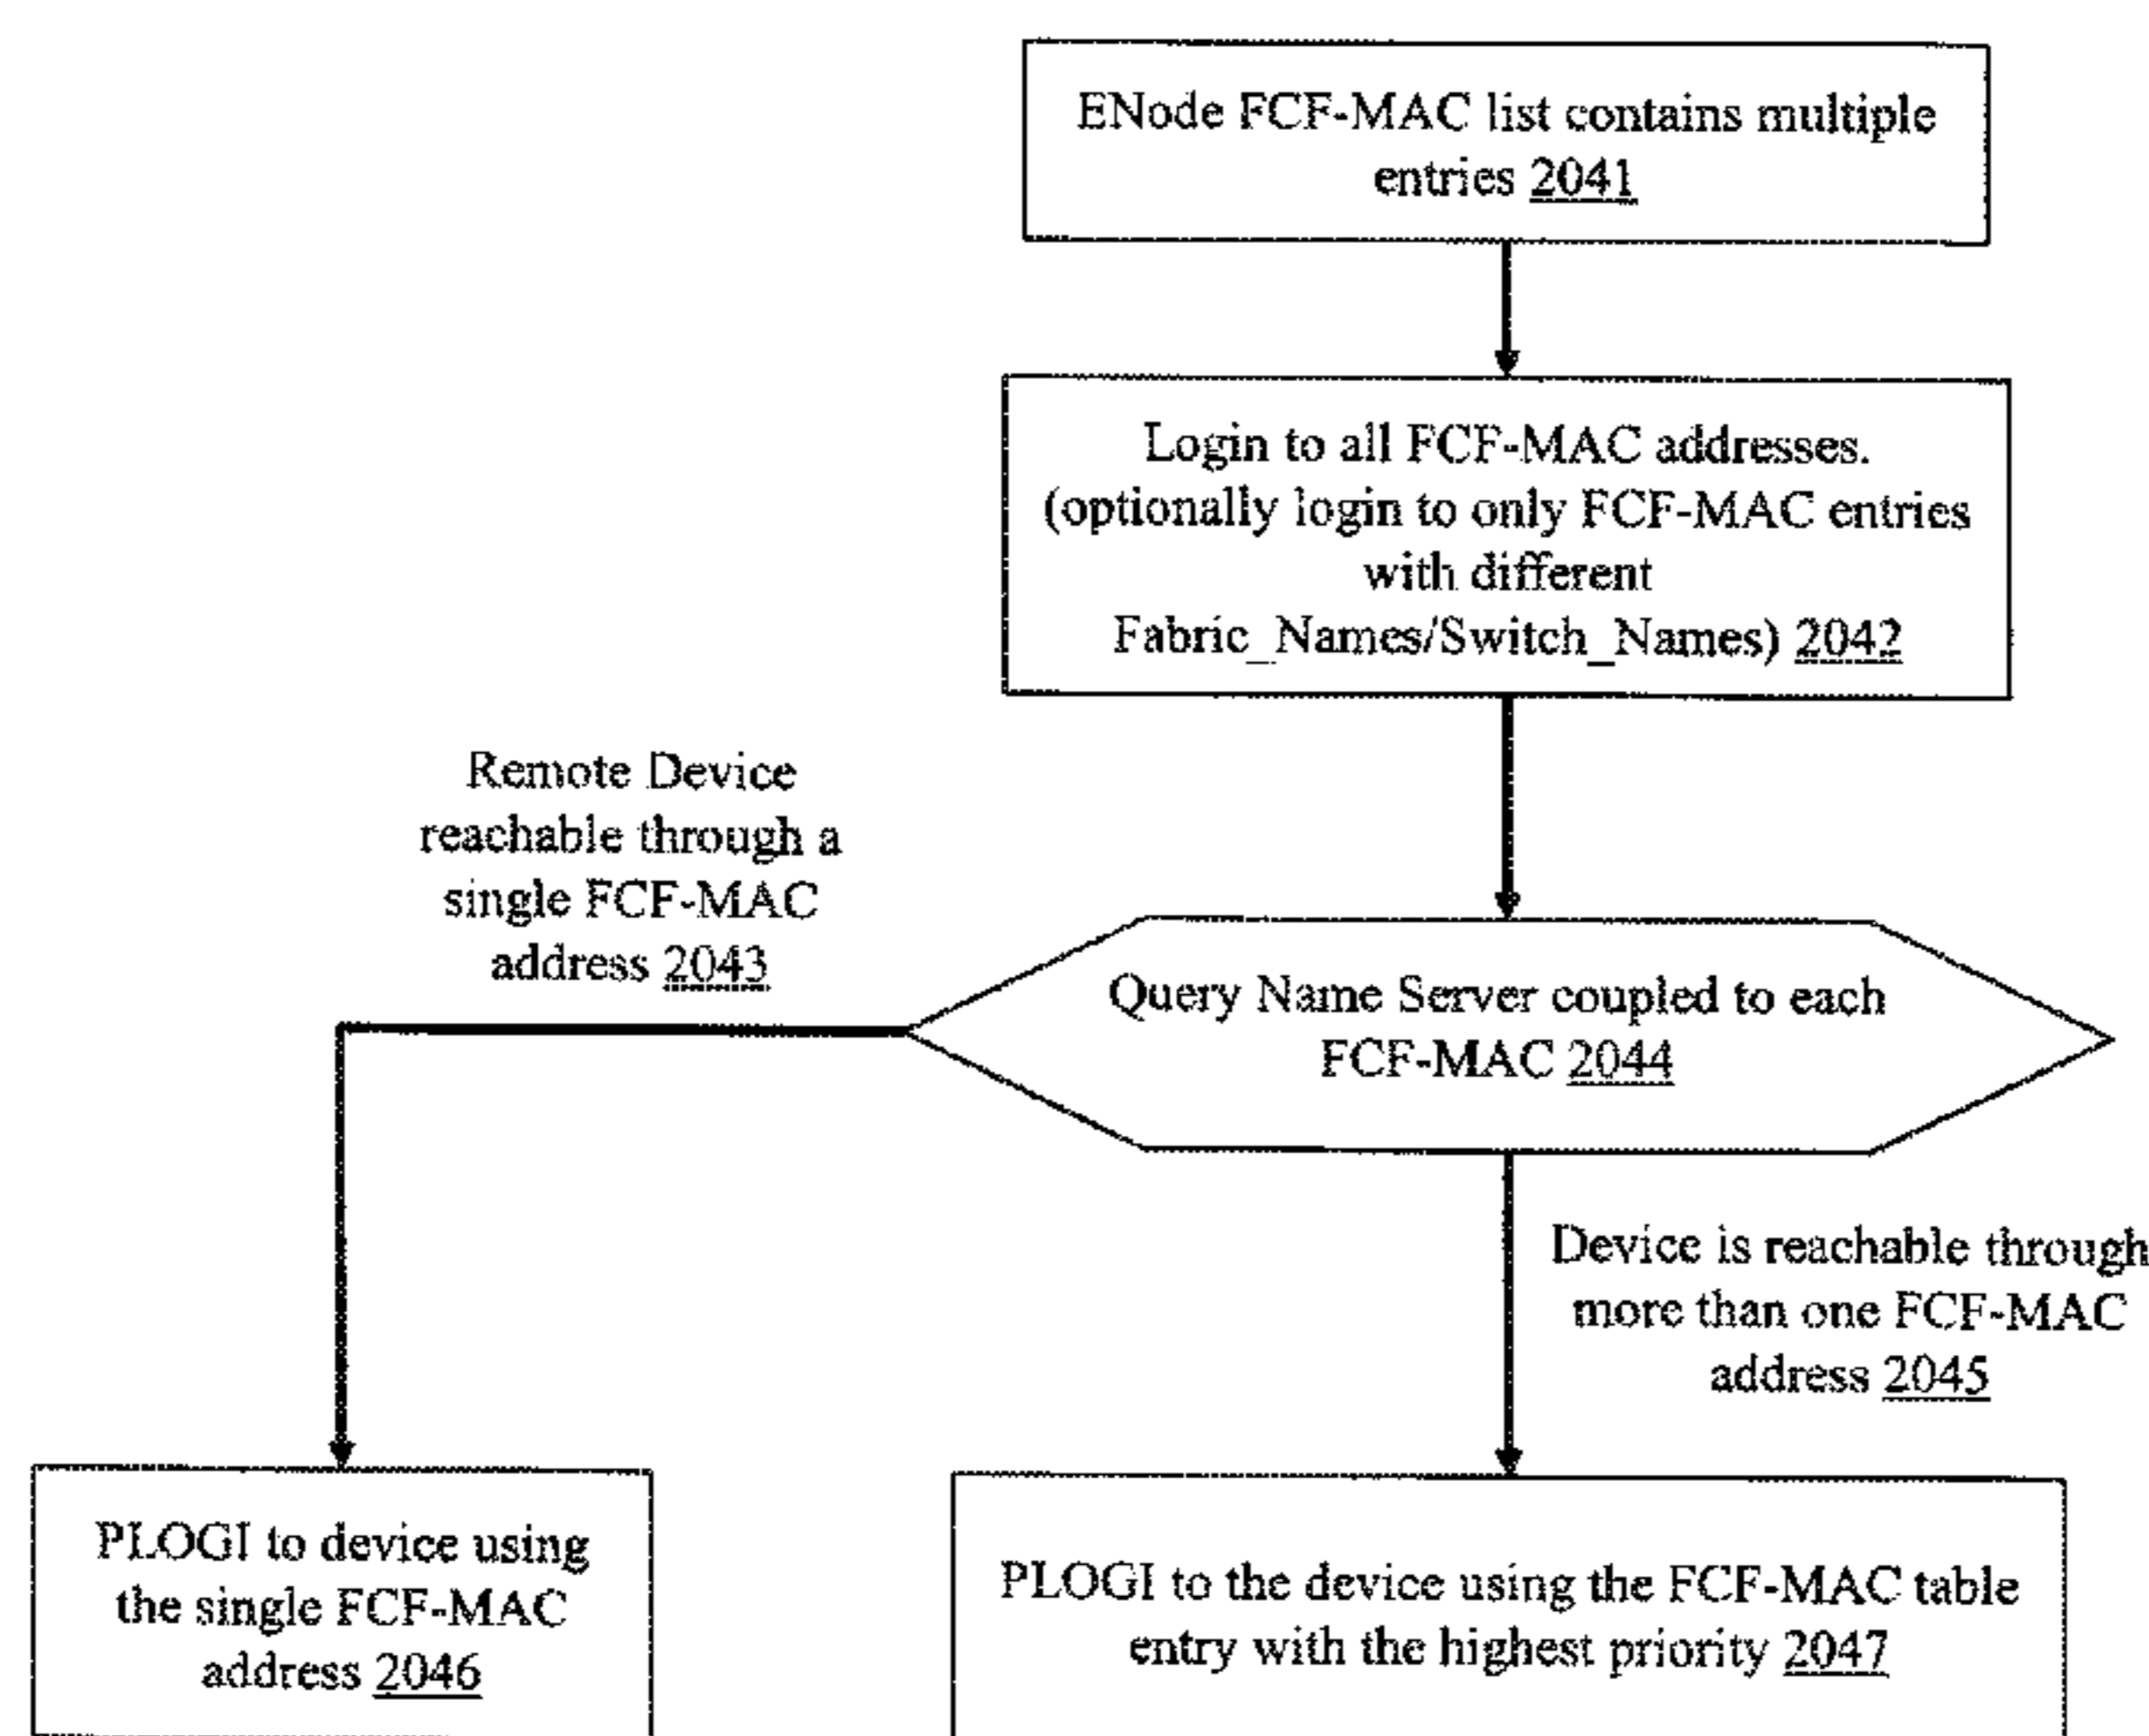 ENode FCF-MAC list contains multiple
entries 2041
Login to all FCF-MAC addresses.
(optionally login to only FCF-MAC entries
with different
Fabric_Names/Switch_Names) 2042
Remote Device
reachable through a
single FCF-MAC
address 2043
Query Name Server coupled to each
FCF-MAC 2044
Device is reachable through
more than one FCF-MAC
address 2045
PLOGI to device using
the single FCF-MAC
address 2046
PLOGI to the device using the FCF-MAC table
entry with the highest priority 2047